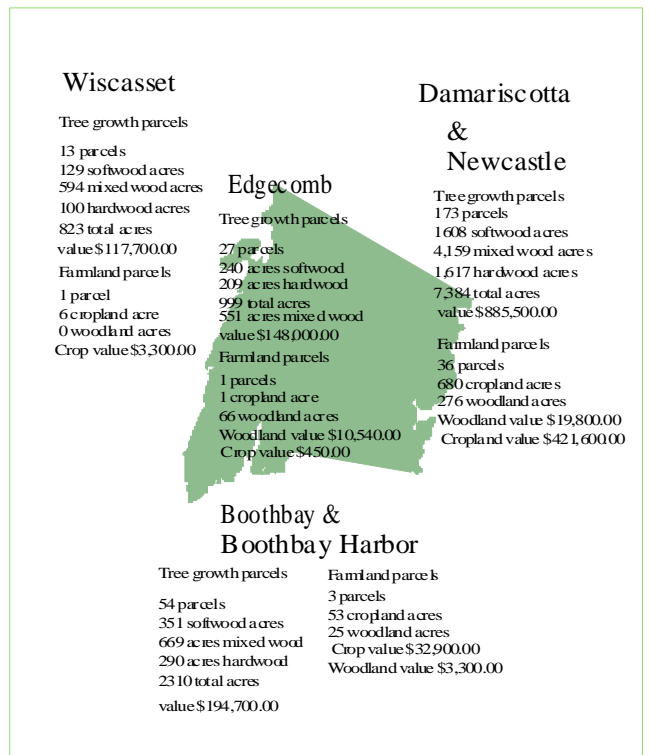 Wiscasset
Tree growth parcels
13 parcels
129 softwood acres
594 mixed wood acres
100 hardwood acres
823 total acres
value $117,700.00
Farmland parcels
1 parcel
6 cropland acre
0 woodland acres
Crop value $3,300.00
Edgecomb
Tree growth parcels
27 parcels
240 acres softwood
209 acres hardwood
999 total acres
551 acres mixed wood
value $148,000.00
Farmland parcels
1 parcels
1 cropland acre
66 woodland acres
Woodland value $10,540.00
Crop value $450.00
Damariscotta
&
Newcastle
Tree growth parcels
173 parcels
1608 softwood acres
4,159 mixed wood acres
1,617 hardwood acres
7,384 total acres
value $885,500.00
Farmland parcels
36 parcels
680 cropland acres
276 woodland acres
Woodland value $19,800.00
Cropland value $421,600.00
Boothbay &
Boothbay Harbor
Tree growth parcels
54 parcels
351 softwood acres
669 acres mixed wood
290 acres hardwood
2310 total acres
value $194,700.00
Farmland parcels
3 parcels
53 cropland acres
25 woodland acres
Crop value $32,900.00
Woodland value $3,300.00